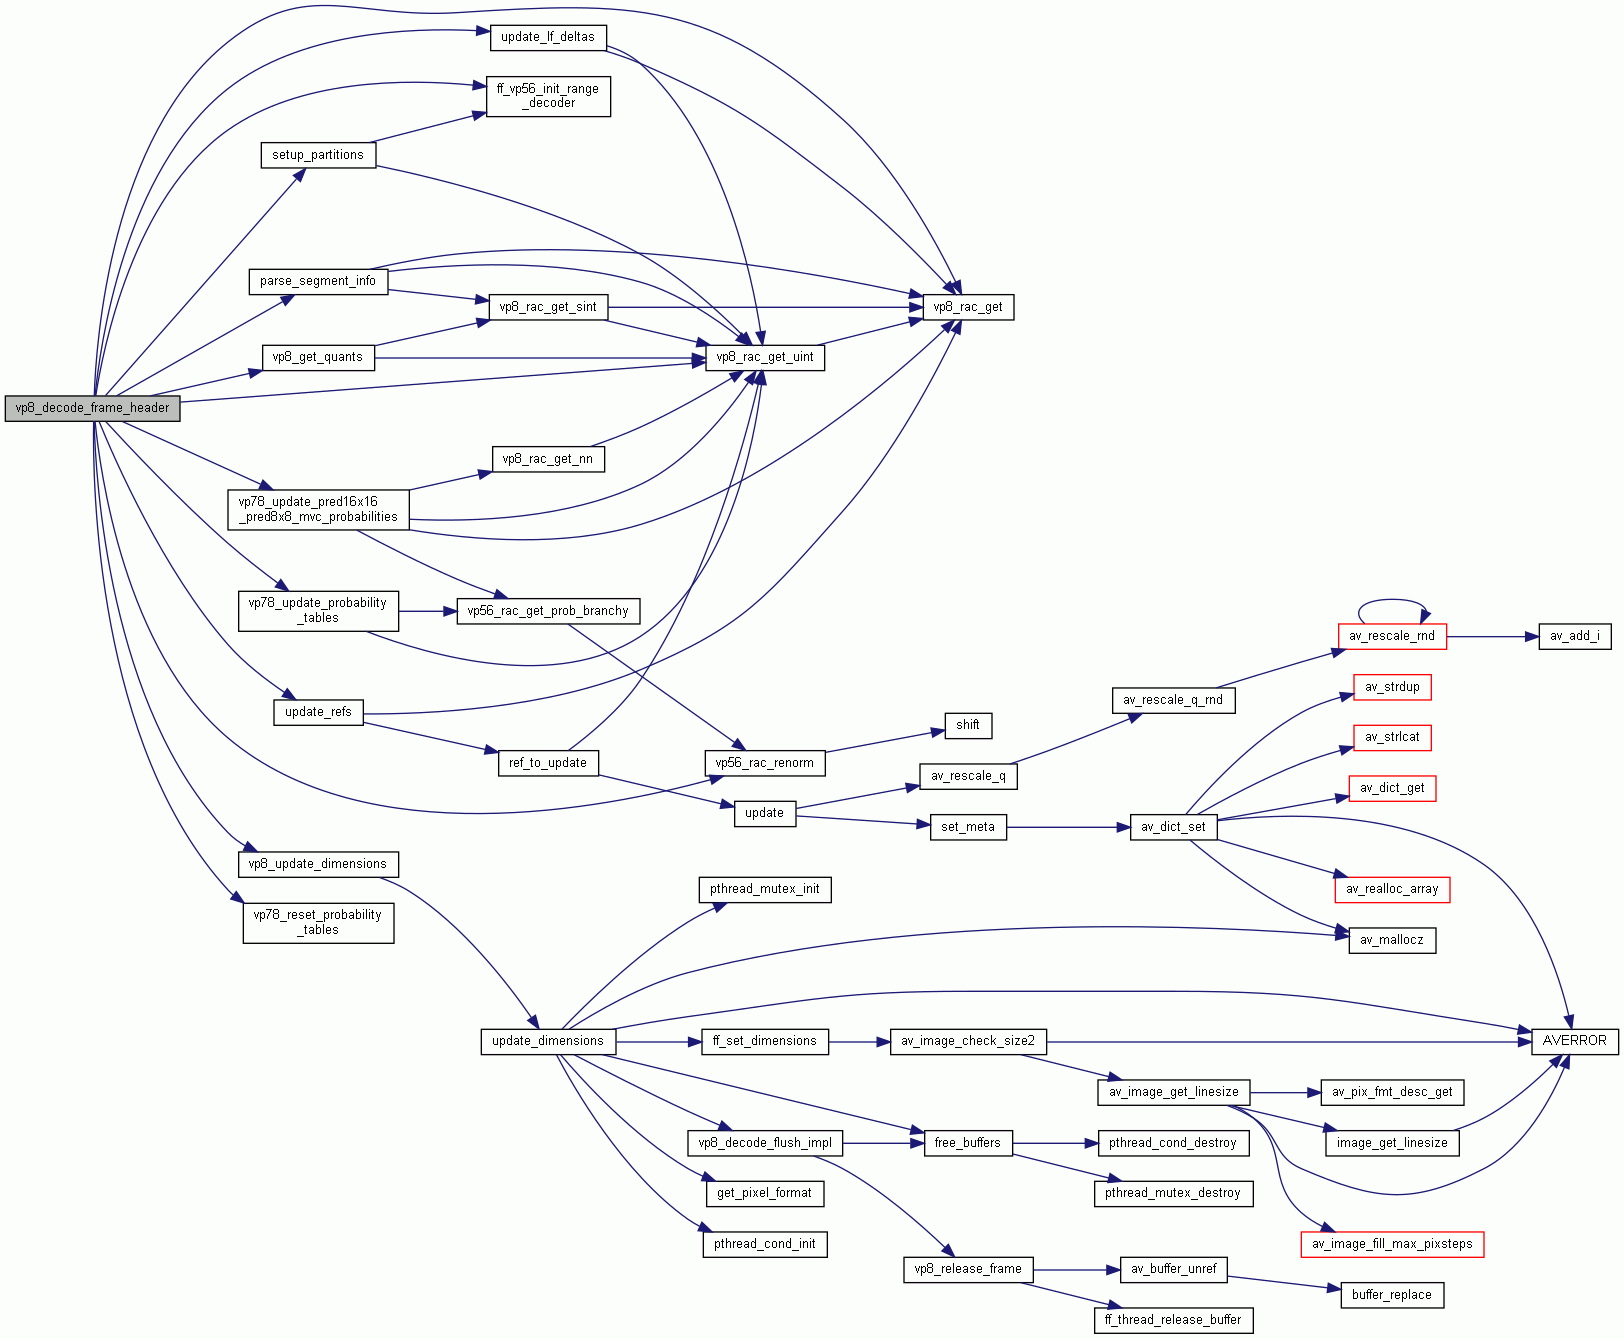 update_lf_deltas
ff_vp56_init_range
_decoder
setup_partitions
parse_segment_info
vp8_rac_get_sint
vp8_rac_get
vp8_get_quants
vp8_rac_get_uint
vp8_decode_frame_header
vp8_rac_get_nn
vp78_update_pred16x16
_pred8x8_mvc_probabilities
vp78_update_probability
_tables
vp56_rac_get_prob_branchy
av_rescale_rnd
av_add_i
av_strdup
av_rescale_q_rnd
update_refs
shift
av_strlcat
ref_to_update
vp56_rac_renorm
av_rescale_q
av_dict_get
update
set_meta
av_dict_set
vp8_update_dimensions
pthread_mutex_init
av_realloc_array
vp78_reset_probability
_tables
av_mallocz
update_dimensions
ff_set_dimensions
av_image_check_size2
AVERROR
av_image_get_linesize
av_pix_fmt_desc_get
vp8_decode_flush_impl
free_buffers
pthread_cond_destroy
image_get_linesize
get_pixel_format
pthread_mutex_destroy
pthread_cond_init
av_image_fill_max_pixsteps
vp8_release_frame
av_buffer_unref
buffer_replace
ff_thread_release_buffer